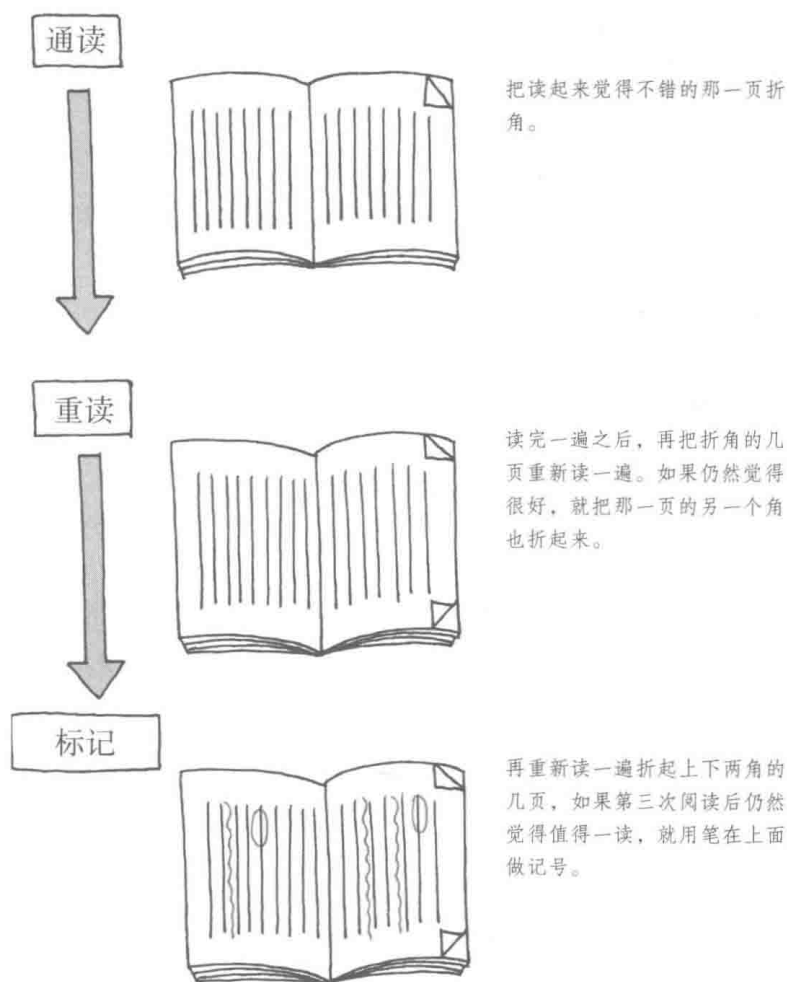 通读
把读起来觉得不错的那一页折
角。
重读
读完一遍之后，再把折角的几
页重新读一遍。如果仍然觉得
很好，就把那一页的另一个角
也折起来。
标记
再重新读一遍折起上下两角的
几页，如果第三次阅读后仍然
觉得值得一读，就用笔在上面
做记号。